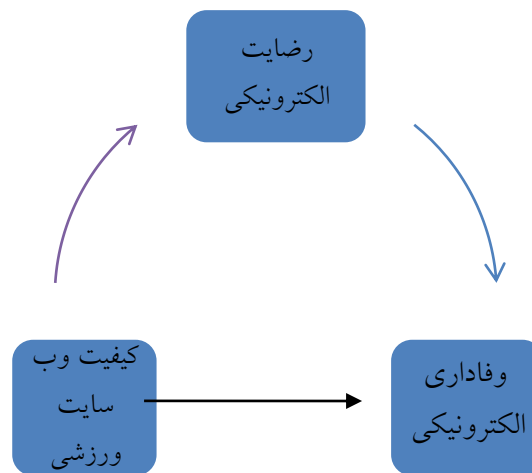 رضایت
الکترونیکی
کیفیت وب
سایت
ورزشی
وفاداری
الکترونیکی